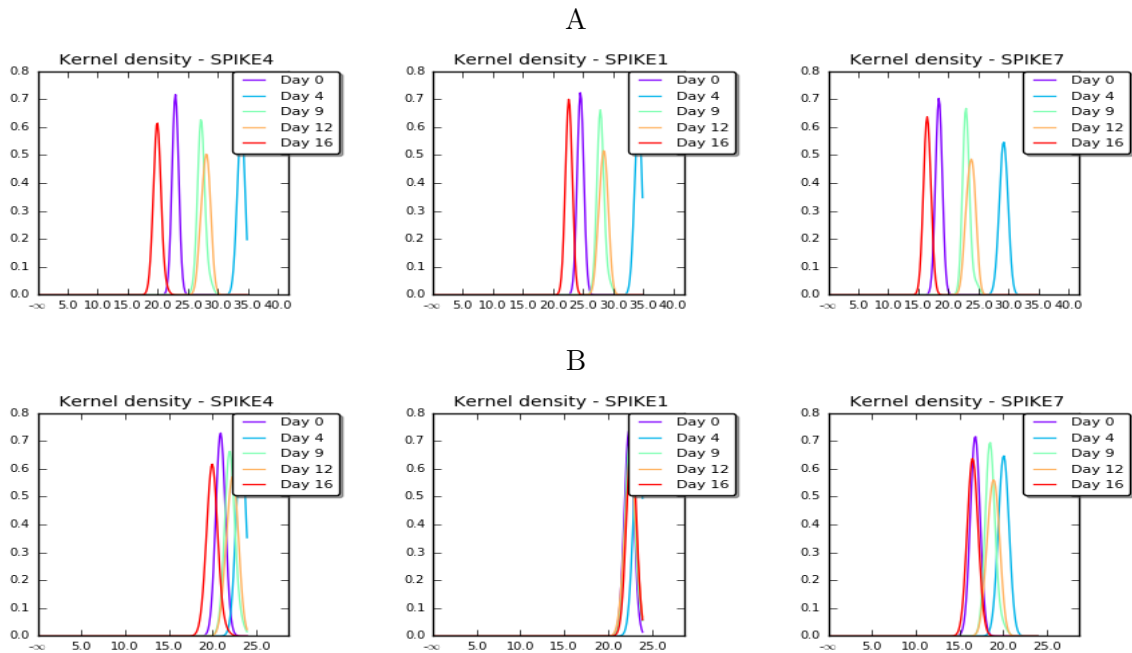 A
Kernel density - SPIKE4
0.8
0.7
0.6
0.5
0.4
0.3
0.2
0.1
0.0
-∞ 5.0 10.0 15.0 20.0 25.0 30.0 35.0 40.0
Day 0
Day 4
Day 9
Day 12
Day 16
Kernel density - SPIKE1
0.8
0.7
0.6
0.5
0.4
0.3
0.2
0.1
0.0
-∞ 5.0 10.0 15.0 20.0 25.0 30.0 35.0 40.0
Day 0
Day 4
Day 9
Day 12
Day 16
Kernel density - SPIKE7
0.8
0.7
0.6
0.5
0.4
0.3
0.2
0.1
0.0
-∞ 5.0 10.0 15.0 20.0 25.0 30.0 35.0 40.0
Day 0
Day 4
Day 9
Day 12
Day 16
B
Kernel density - SPIKE4
0.8
0.7
0.6
0.5
0.4
0.3
0.2
0.1
0.0
-∞ 5.0 10.0 15.0 20.0 25.0
Day 0
Day 4
Day 9
Day 12
Day 16
Kernel density - SPIKE1
0.8
0.7
0.6
0.5
0.4
0.3
0.2
0.1
0.0
-∞ 5.0 10.0 15.0 20.0 25.0
Day 0
Day 4
Day 9
Day 12
Day 16
Kernel density - SPIKE7
0.8
0.7
0.6
0.5
0.4
0.3
0.2
0.1
0.0
-∞ 5.0 10.0 15.0 20.0 25.0
Day 0
Day 4
Day 9
Day 12
Day 16